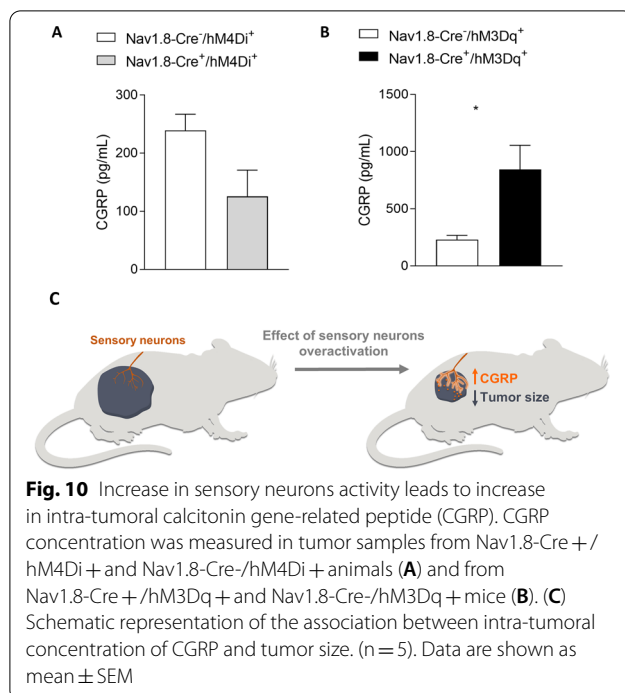 A
Nav1.8-Cre⁻/hM4Di⁺
Nav1.8-Cre⁺/hM4Di⁺
300
200
100
0
CGRP (pg/mL)
B
Nav1.8-Cre⁻/hM3Dq⁺
Nav1.8-Cre⁺/hM3Dq⁺
*
1500
1000
500
0
CGRP (pg/mL)
C
Sensory neurons
Effect of sensory neurons
overactivation
CGRP
Tumor size
Fig. 10 Increase in sensory neurons activity leads to increase
in intra-tumoral calcitonin gene-related peptide (CGRP). CGRP
concentration was measured in tumor samples from Nav1.8-Cre+/
hM4Di+and Nav1.8-Cre-/hM4Di+animals (A) and from
Nav1.8-Cre+/hM3Dq+and Nav1.8-Cre-/hM3Dq+mice (B). (C)
Schematic representation of the association between intra-tumoral
concentration of CGRP and tumor size. (n=5). Data are shown as
mean±SEM